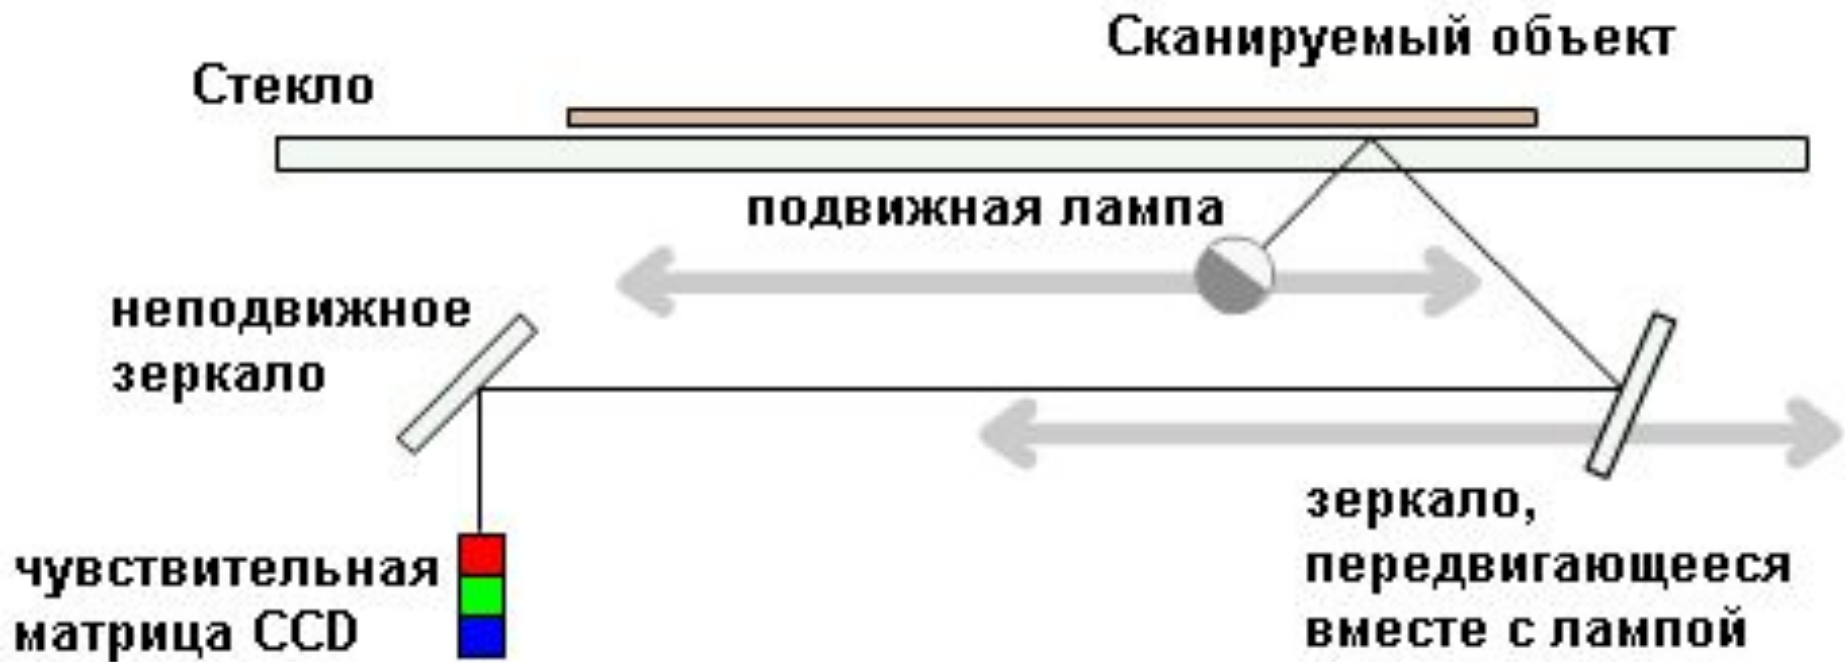 Сканируемый объект
Стекло
подвижная лампа
неподвижное
зеркало
зеркало,
передвигающееся
вместе с лампой
чувствительная
матрица CCD